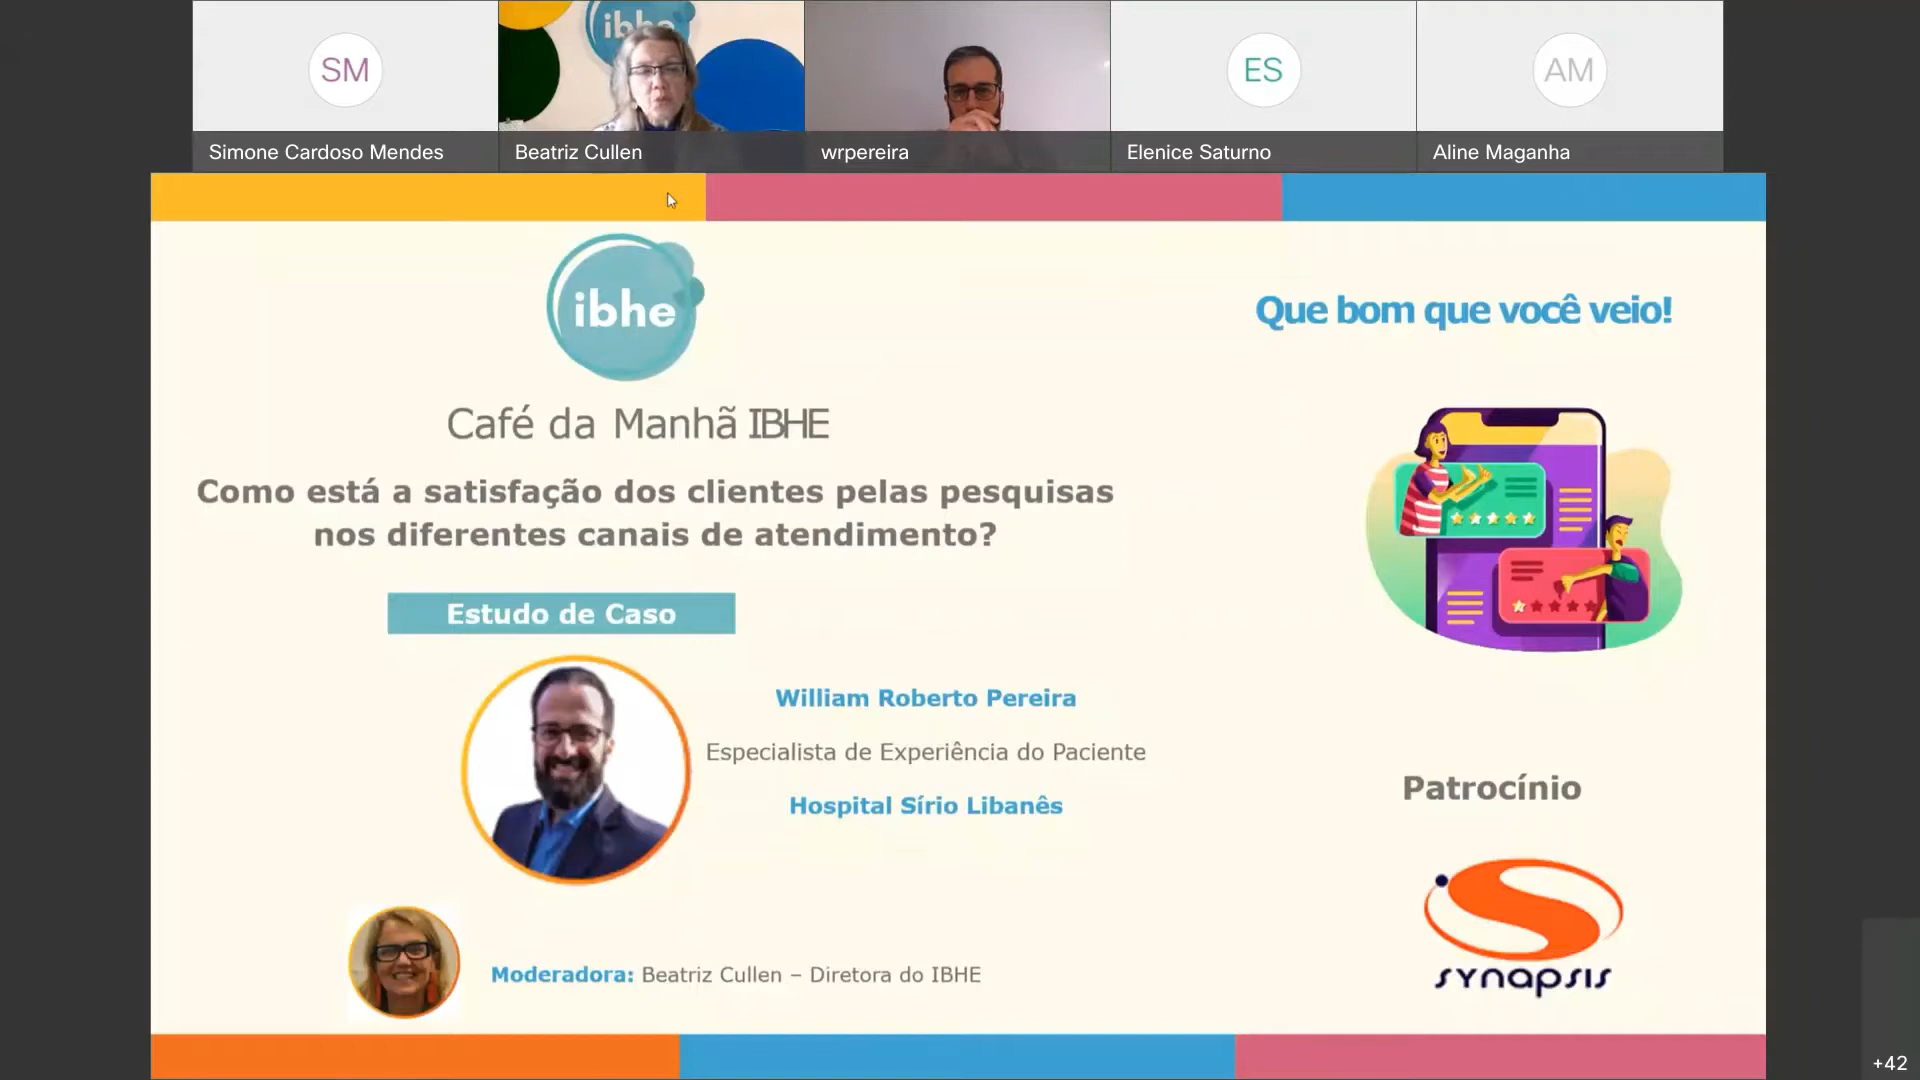 SM
ibhe
ES
AM
Simone Cardoso Mendes
Beatriz Cullen
wrpereira
Elenice Saturno
Aline Maganha
ibhe
Que bom que você veio!
Café da Manhã IBHE
Como está a satisfação dos clientes pelas pesquisas
nos diferentes canais de atendimento?
Estudo de Caso
William Roberto Pereira
Especialista de Experiência do Paciente
Hospital Sírio Libanês
Patrocínio
synapsis
Moderadora: Beatriz Cullen – Diretora do IBHE
+42